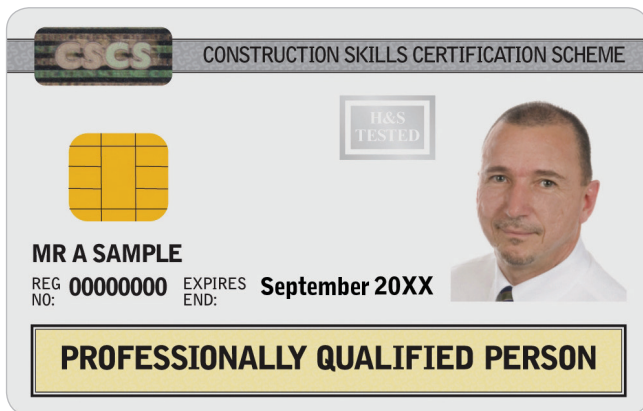 CSCS
CONSTRUCTION SKILLS CERTIFICATION SCHEME
H&S
TESTED
MR A SAMPLE
REG NO: 00000000 EXPIRES END: September 20XX
PROFESSIONALLY QUALIFIED PERSON